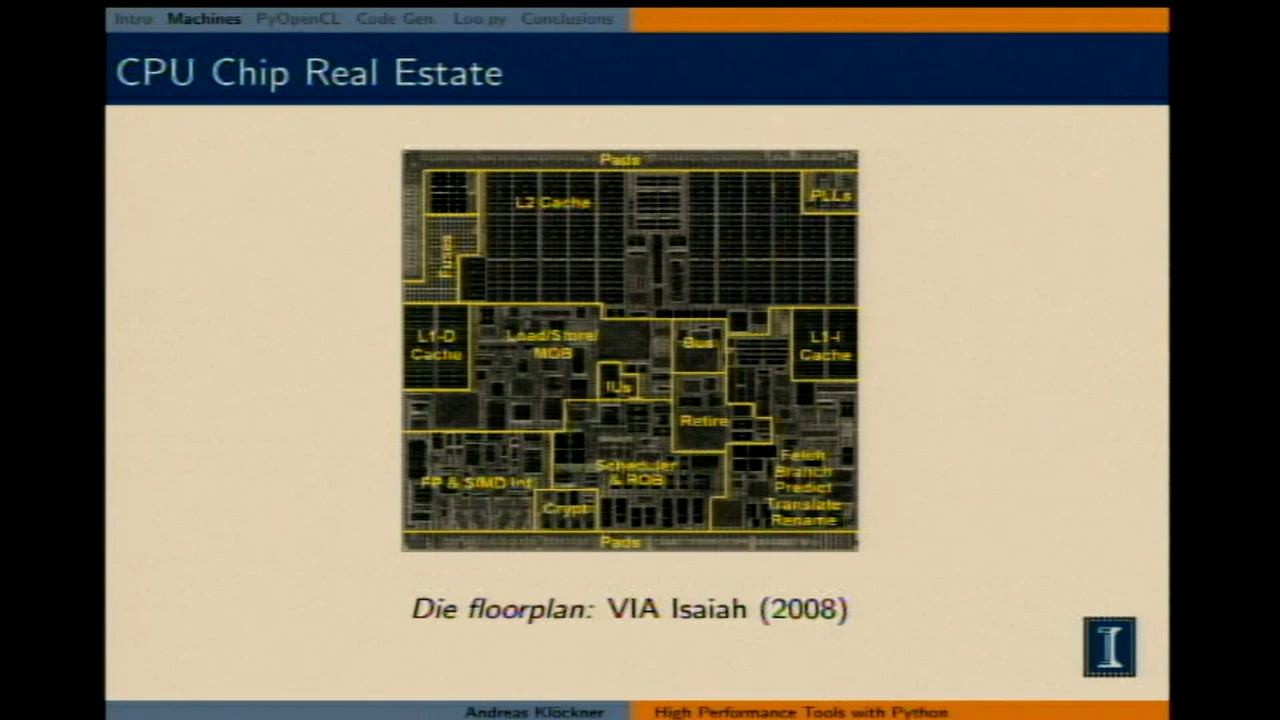 Intro Machines PyOpenCL Code Gen. Loo.py Conclusions
CPU Chip Real Estate
Pads
L2 Cache
PLLs
Fuses
L1-D
Cache
Load/Store/
MOB
Bus
L1-I
Cache
IUs
Retire
FP & SIMD Int
Scheduler
& ROB
Crypt
Fetch
Branch
Predict
Translate
Rename
Pads
Die floorplan: VIA Isaiah (2008)
I
Andreas Klöckner High Performance Tools with Python